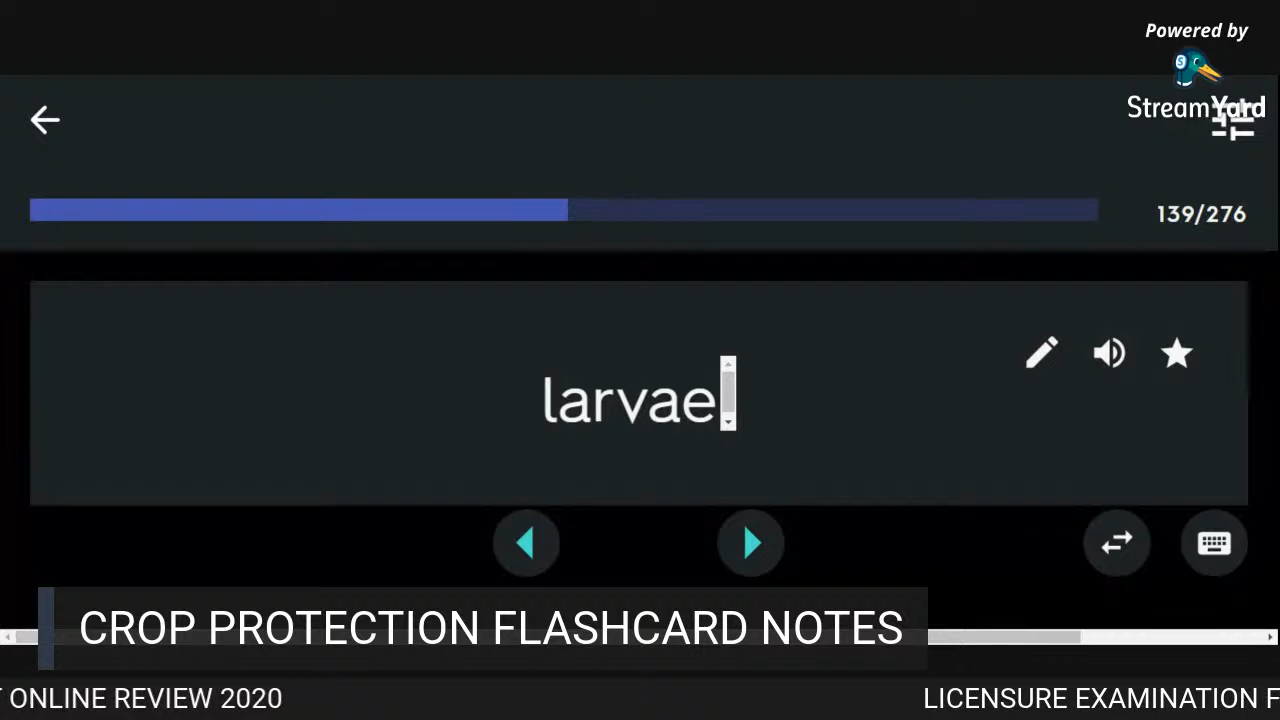 Powered by
StreamYard
139/276
larvae
CROP PROTECTION FLASHCARD NOTES
ONLINE REVIEW 2020
LICENSURE EXAMINATION F